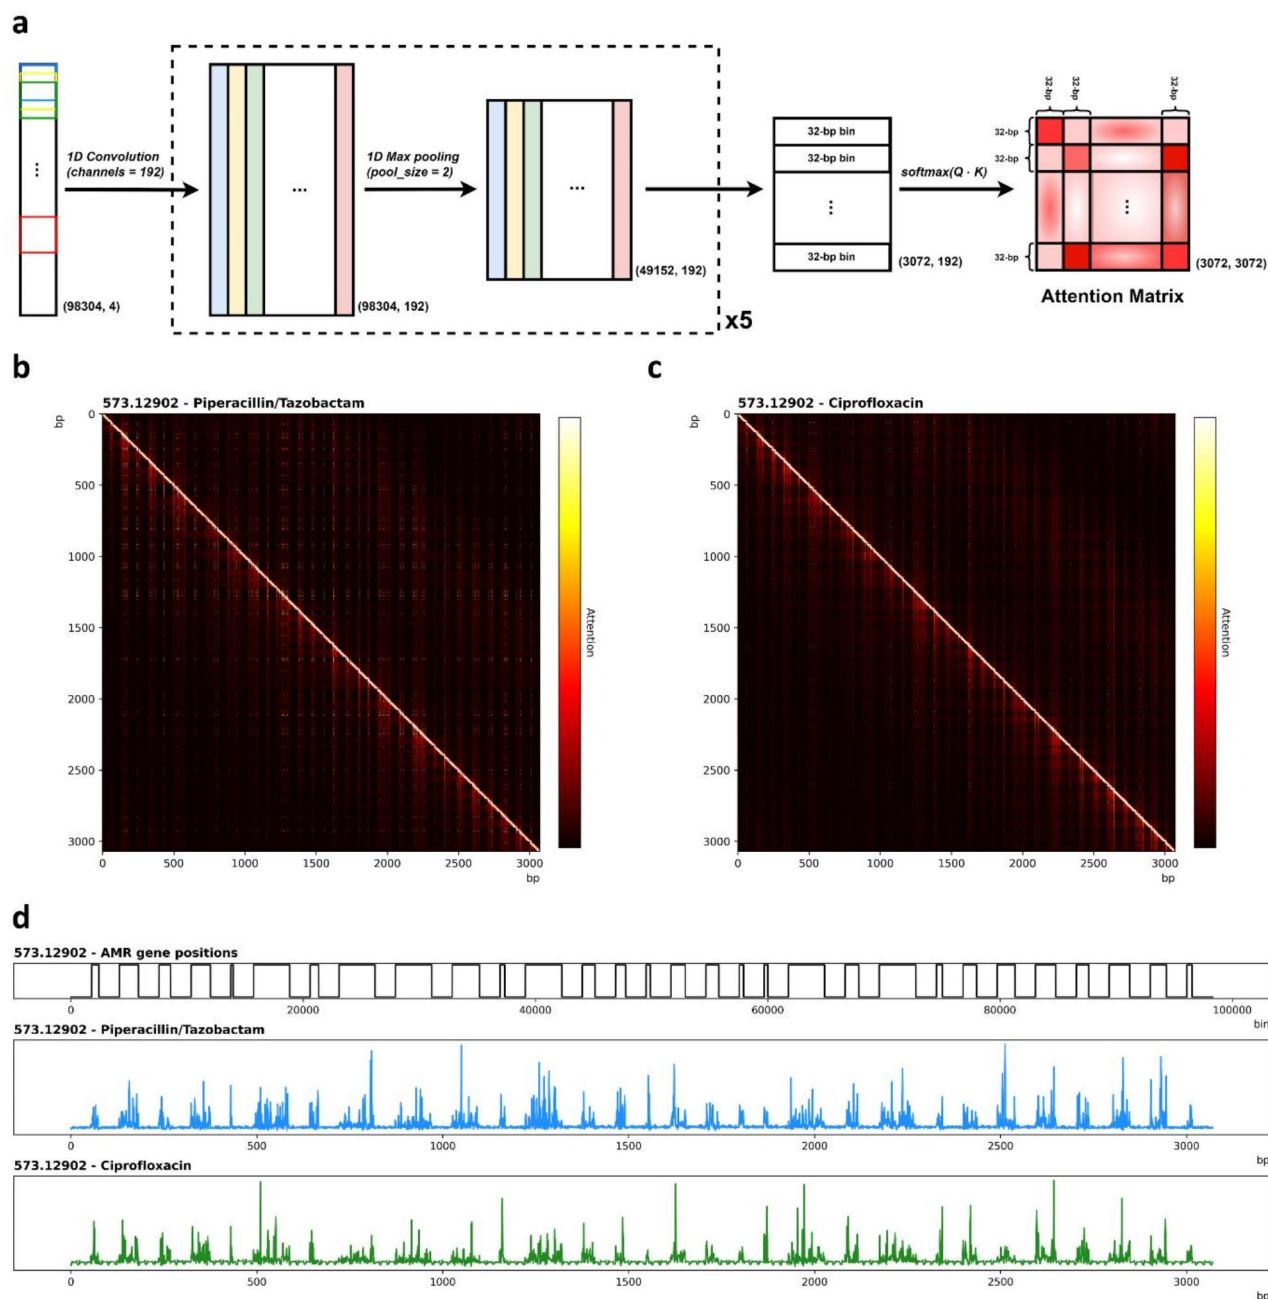 a
1D Convolution
(channels = 192)
...
(98304, 4)
...
(98304, 192)
1D Max pooling
(pool_size = 2)
...
(49152, 192)
x5
32-bp bin
32-bp bin
...
32-bp bin
(3072, 192)
softmax(Q · K)
32-bp
32-bp
32-bp
32-bp
32-bp
...
32-bp
(3072, 3072)
Attention Matrix
b
573.12902 - Piperacillin/Tazobactam
bp
0
500
1000
1500
2000
2500
3000
0 500 1000 1500 2000 2500 3000
bp
Attention
c
573.12902 - Ciprofloxacin
bp
0
500
1000
1500
2000
2500
3000
0 500 1000 1500 2000 2500 3000
bp
Attention
d
573.12902 - AMR gene positions
0 20000 40000 60000 80000 100000
bin
573.12902 - Piperacillin/Tazobactam
0 500 1000 1500 2000 2500 3000
bp
573.12902 - Ciprofloxacin
0 500 1000 1500 2000 2500 3000
bp